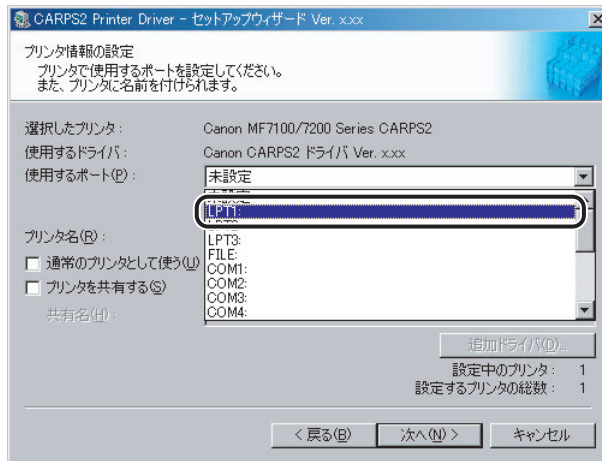 CARPS2 Printer Driver - セットアップウィザード Ver. x.xx
プリンタ情報の設定
プリンタで使用するポートを設定してください。
また、プリンタに名前を付けられます。
選択したプリンタ: Canon MF7100/7200 Series CARPS2
使用するドライバ: Canon CARPS2 ドライバ Ver. x.xx
使用するポート(P): 未設定
LPT1:
プリンタ名(R):
LPT3:
通常のプリンタとして使う(U)
FILE:
COM1:
プリンタを共有する(S)
COM2:
COM3:
共有名(H):
COM4:
追加ドライバ(D)...
設定中のプリンタ: 1
設定するプリンタの総数: 1
< 戻る(B)
次へ(N) >
キャンセル